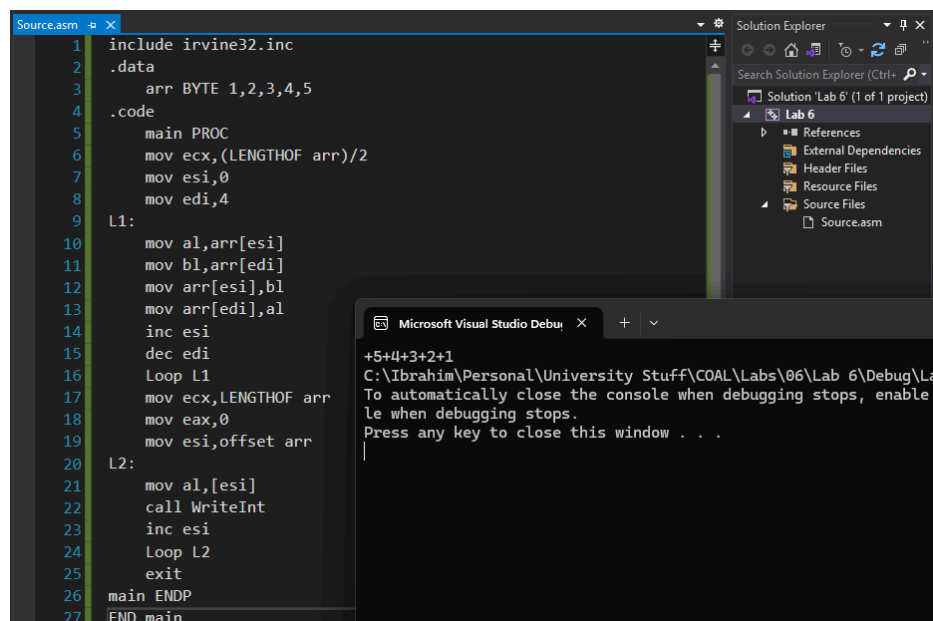 Source.asm
1 include irvine32.inc
2 .data
3 arr BYTE 1,2,3,4,5
4 .code
5 main PROC
6 mov ecx,(LENGTHOF arr)/2
7 mov esi,0
8 mov edi,4
9 L1:
10 mov al,arr[esi]
11 mov bl,arr[edi]
12 mov arr[esi],bl
13 mov arr[edi],al
14 inc esi
15 dec edi
16 Loop L1
17 mov ecx,LENGTHOF arr
18 mov eax,0
19 mov esi,offset arr
20 L2:
21 mov al,[esi]
22 call WriteInt
23 inc esi
24 Loop L2
25 exit
26 main ENDP
27 END main
Solution Explorer
Search Solution Explorer (Ctrl+
Solution 'Lab 6' (1 of 1 project)
Lab 6
References
External Dependencies
Header Files
Resource Files
Source Files
Source.asm
Microsoft Visual Studio Debu
+5+4+3+2+1
C:\Ibrahim\Personal\University Stuff\COAL\Labs\06\Lab 6\Debug\La
To automatically close the console when debugging stops, enable
le when debugging stops.
Press any key to close this window . . .